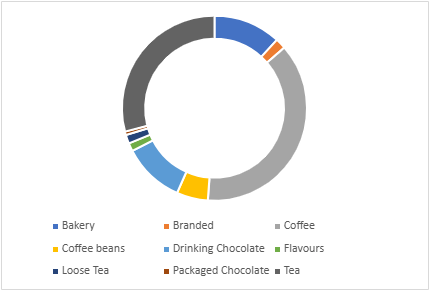 Bakery Branded Coffee
Coffee beans Drinking Chocolate Flavours
Loose Tea Packaged Chocolate Tea